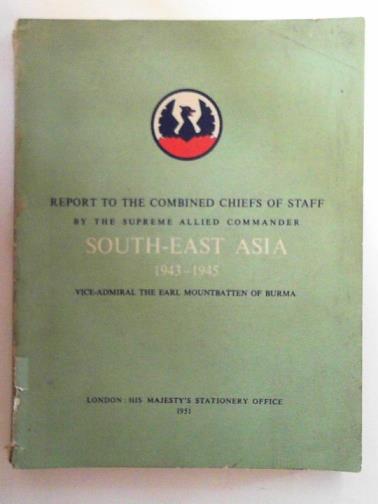 REPORT TO THE COMBINED CHIEFS OF STAFF
BY THE SUPREME ALLIED COMMANDER
SOUTH-EAST ASIA
1943-1945
VICE-ADMIRAL THE EARL MOUNTBATTEN OF BURMA
LONDON: HIS MAJESTY'S STATIONERY OFFICE
1951